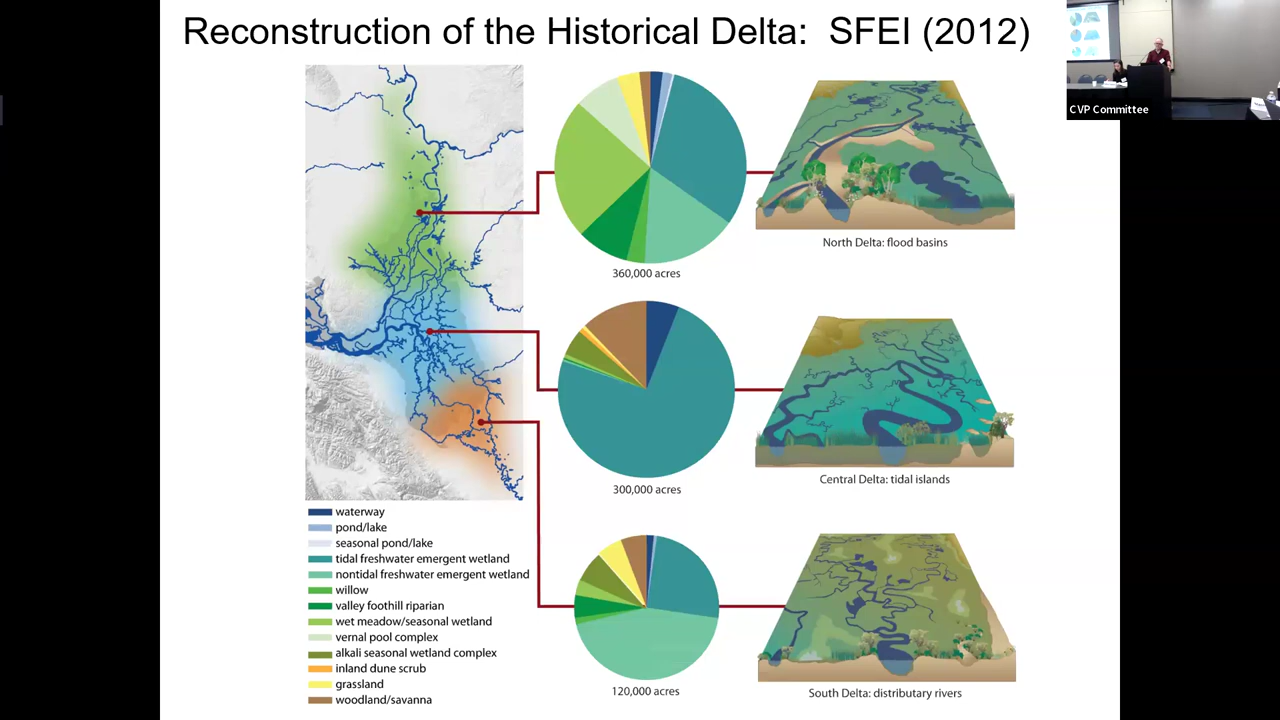 Reconstruction of the Historical Delta: SFEI (2012)
CVP Committee
360,000 acres
North Delta: flood basins
300,000 acres
Central Delta: tidal islands
120,000 acres
South Delta: distributary rivers
waterway
pond/lake
seasonal pond/lake
tidal freshwater emergent wetland
nontidal freshwater emergent wetland
willow
valley foothill riparian
wet meadow/seasonal wetland
vernal pool complex
alkali seasonal wetland complex
inland dune scrub
grassland
woodland/savanna